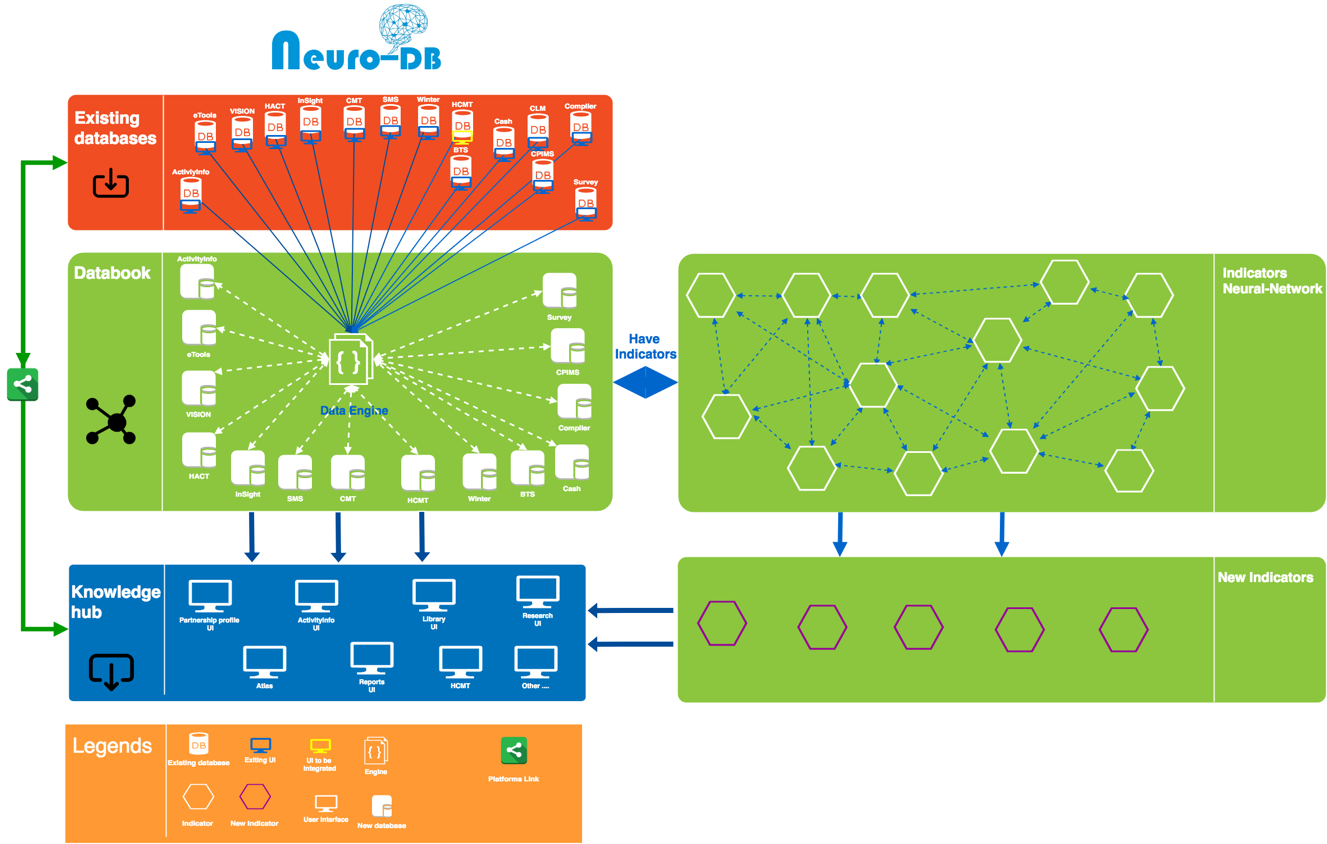 Neuro-DB
Existing
databases
eTools
VISION
HACT
InSight
CMT
SMS
Winter
HCMT
Cash
CLM
Complier
DB
DB
DB
DB
DB
DB
DB
DB
DB
DB
DB
ActivlyInfo
BTS
CPIMS
Survey
DB
DB
DB
DB
Databook
ActivityInfo
eTools
VISION
HACT
InSight
SMS
CMT
HCMT
Winter
BTS
Cash
Complier
CPIMS
Survey
{ }
Data Engine
Have
Indicators
Indicators
Neural-Network
Knowledge
hub
Partnership profile
UI
ActivityInfo
UI
Library
UI
Research
UI
Atlas
Reports
UI
HCMT
Other ....
New Indicators
Legends
DB
Existing database
Exiting UI
UI to be
Integrated
{ }
Engine
Platforms Link
Indicator
New Indicator
User Interface
New database